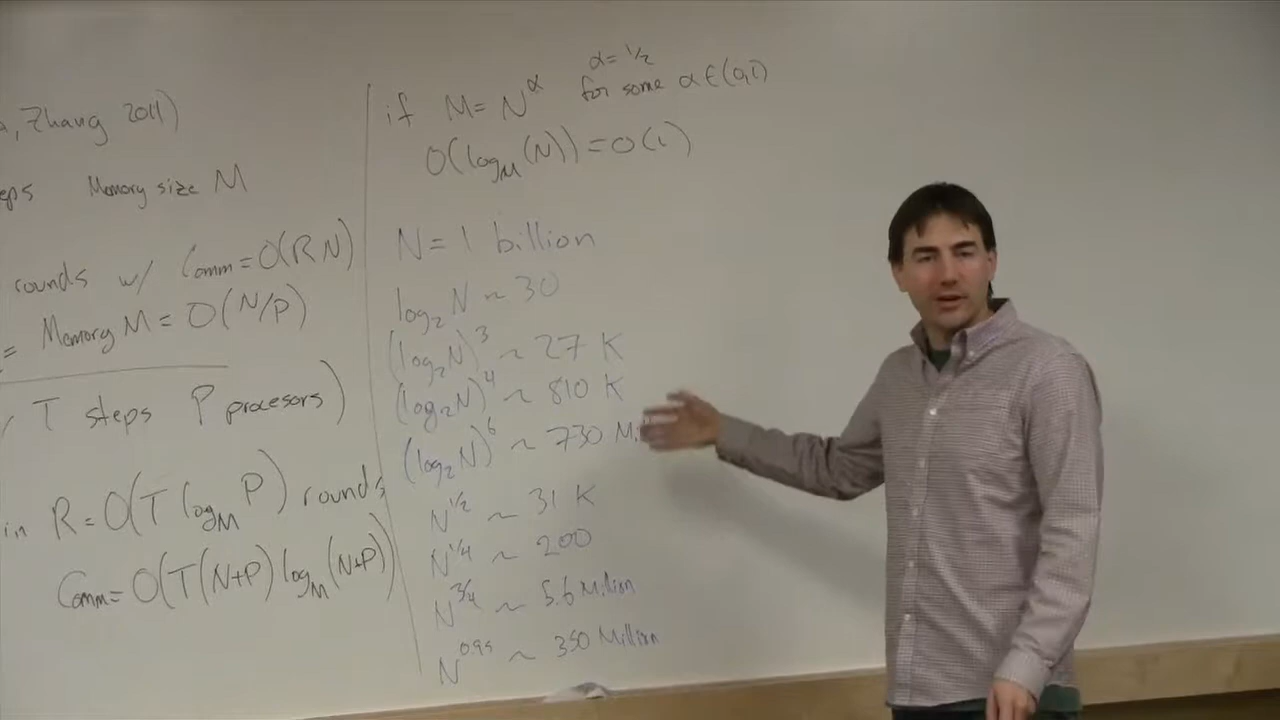 , Zhang 2011)
eps Memory size M
rounds w/ Comm = O(RN)
= Memory M = O(N/P)
T steps P procesors)
in R = O(T log_M P) rounds
Comm = O(T(N+P) log_M (N+P))
α = 1/2
if M = N^α for some α ∈ (0,1)
O(log_M (N)) = O(1)
N = 1 billion
log_2 N ~ 30
(log_2 N)^3 ~ 27 K
(log_2 N)^4 ~ 810 K
(log_2 N)^6 ~ 730 Mi
N^1/2 ~ 31 K
N^1/4 ~ 200
N^3/4 ~ 5.6 Million
N^0.95 ~ 350 Million